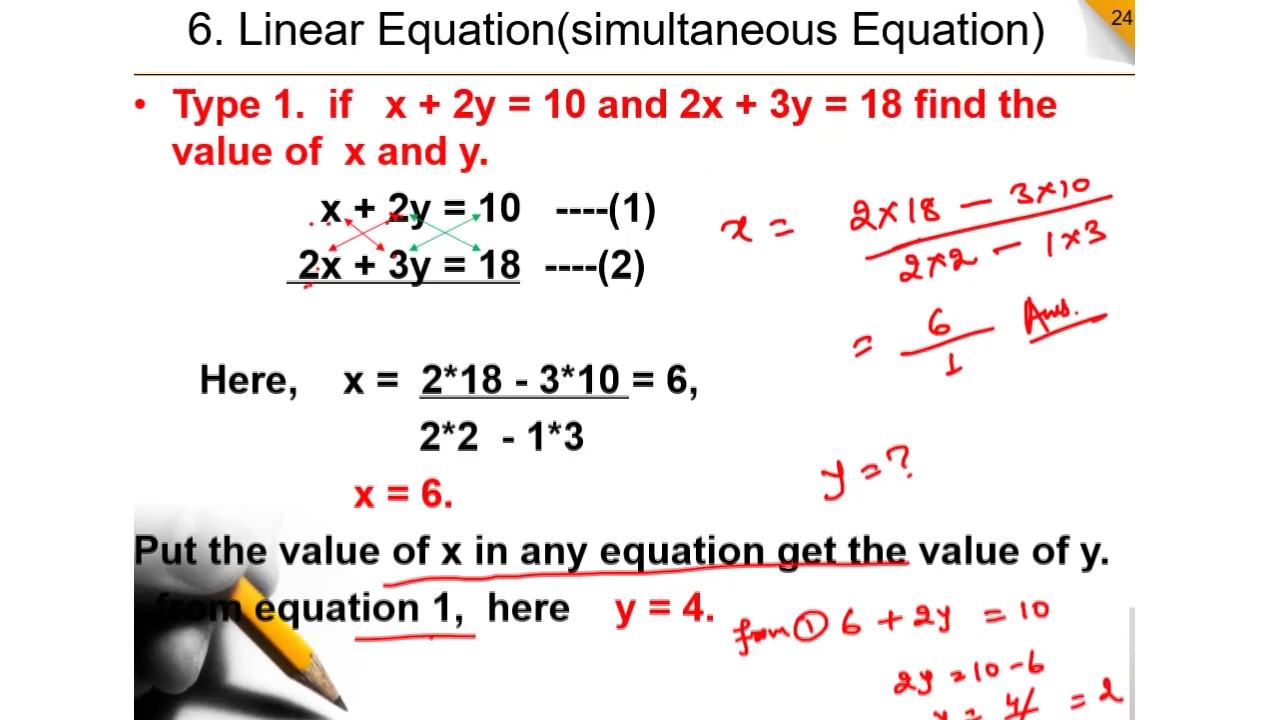 24
6. Linear Equation(simultaneous Equation)
• Type 1. if x + 2y = 10 and 2x + 3y = 18 find the
value of x and y.
x + 2y = 10 ----(1)
2x + 3y = 18 ----(2)
x = 2×18 - 3×10
2×2 - 1×3
= 6 Ans.
1
Here, x = 2*18 - 3*10 = 6,
2*2 - 1*3
x = 6.
y = ?
Put the value of x in any equation get the value of y.
from equation 1, here y = 4.
from ① 6 + 2y = 10
2y = 10 - 6
y = 4/ = 2